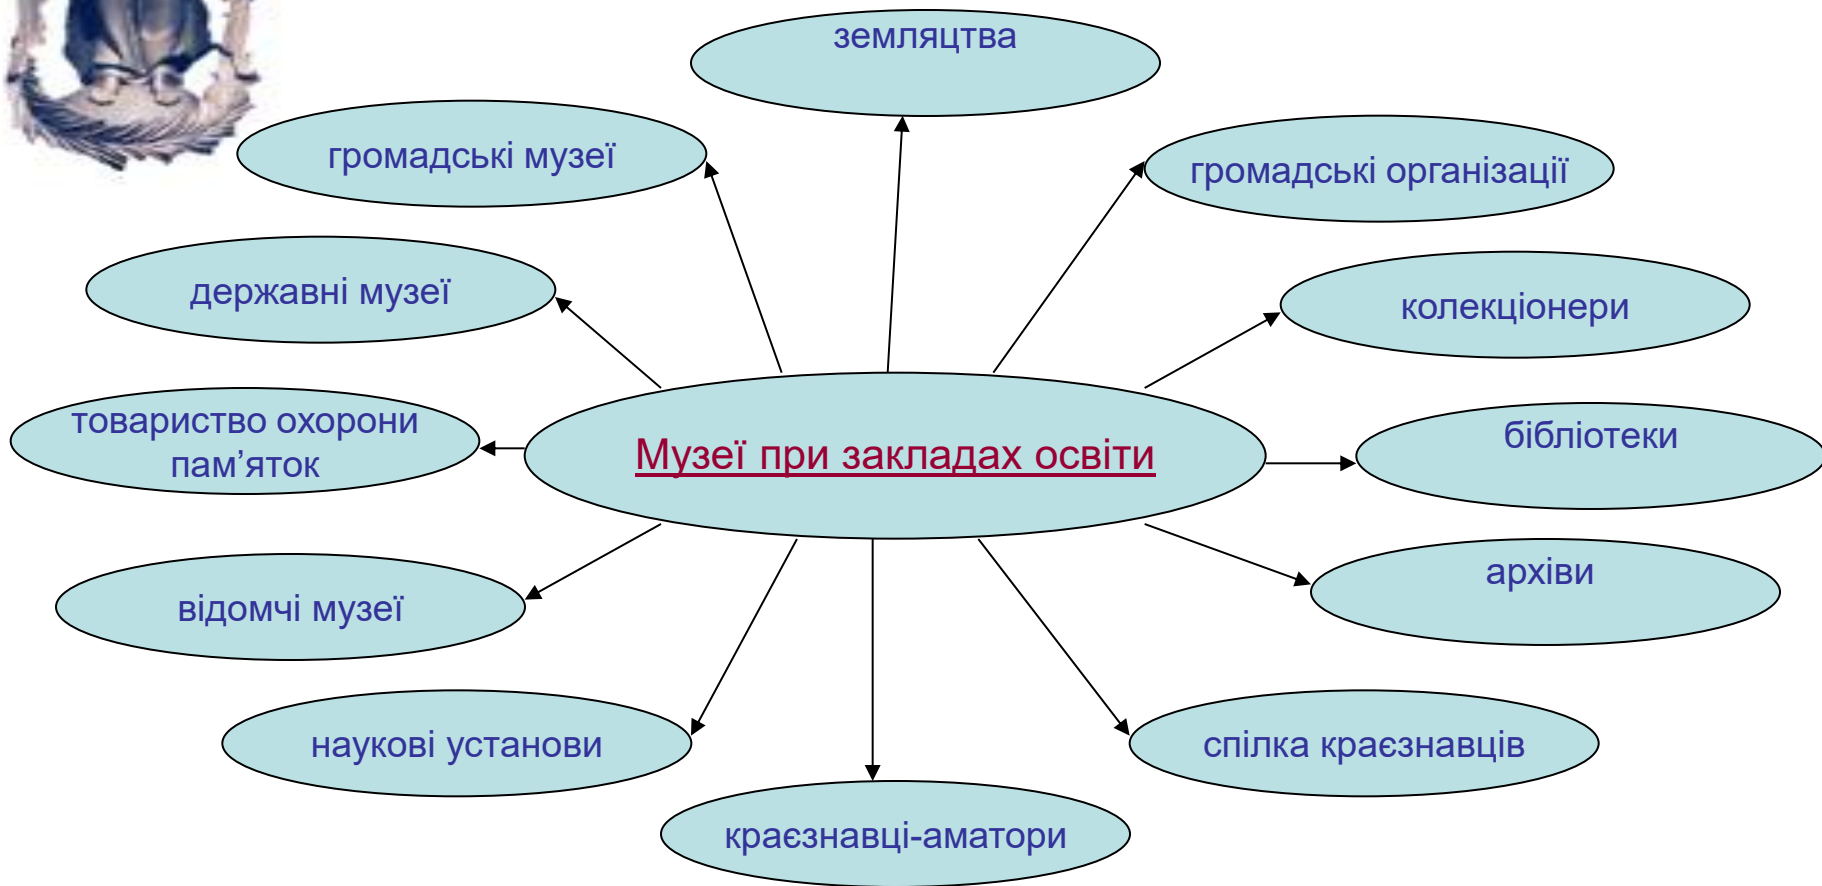 земляцтва
громадські музеї
громадські організації
державні музеї
колекціонери
товариство охорони
пам’яток
Музеї при закладах освіти
бібліотеки
відомчі музеї
архіви
наукові установи
спілка краєзнавців
краєзнавці-аматори